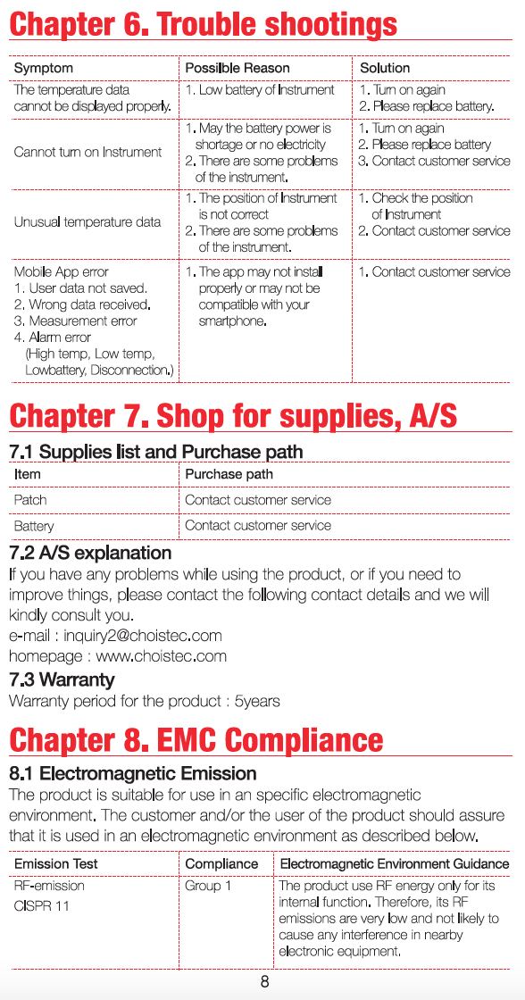 Chapter 6. Trouble shootings
Symptom
Possilble Reason
Solution
The temperature data
cannot be displayed properly.
1. Low battery of Instrument
1. Turn on again
2. Please replace battery.
Cannot turn on Instrument
1. May the battery power is
shortage or no electricity
2. There are some problems
of the instrument.
1. Turn on again
2. Please replace battery
3. Contact customer service
Unusual temperature data
1. The position of Instrument
is not correct
2. There are some problems
of the instrument.
1. Check the position
of Instrument
2. Contact customer service
Mobile App error
1. User data not saved.
2. Wrong data received.
3. Measurement error
4. Alarm error
(High temp, Low temp,
Lowbattery, Disconnection.)
1. The app may not install
properly or may not be
compatible with your
smartphone.
1. Contact customer service
Chapter 7. Shop for supplies, A/S
7.1 Supplies list and Purchase path
Item
Purchase path
Patch
Contact customer service
Battery
Contact customer service
7.2 A/S explanation
If you have any problems while using the product, or if you need to
improve things, please contact the following contact details and we will
kindly consult you.
e-mail : inquiry2@choistec.com
homepage : www.choistec.com
7.3 Warranty
Warranty period for the product : 5years
Chapter 8. EMC Compliance
8.1 Electromagnetic Emission
The product is suitable for use in an specific electromagnetic
environment. The customer and/or the user of the product should assure
that it is used in an electromagnetic environment as described below.
Emission Test
Compliance
Electromagnetic Environment Guidance
RF-emission
CISPR 11
Group 1
The product use RF energy only for its
internal function. Therefore, its RF
emissions are very low and not likely to
cause any interference in nearby
electronic equipment.
8